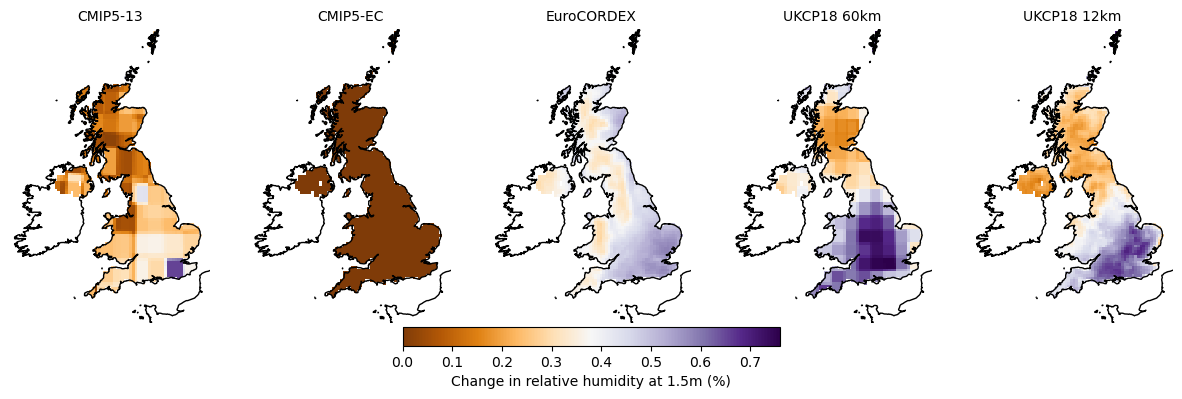 CMIP5-13 CMIP5-EC EuroCORDEX UKCP18 60km UKCP18 12km
0.0 0.1 0.2 0.3 0.4 0.5 0.6 0.7
Change in relative humidity at 1.5m (%)